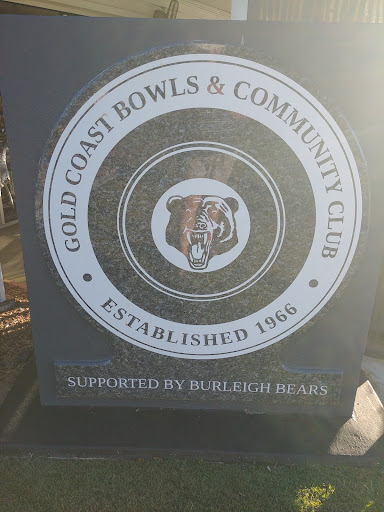 GOLD COAST BOWLS & COMMUNITY CLUB
• ESTABLISHED 1966 •
SUPPORTED BY BURLEIGH BEARS